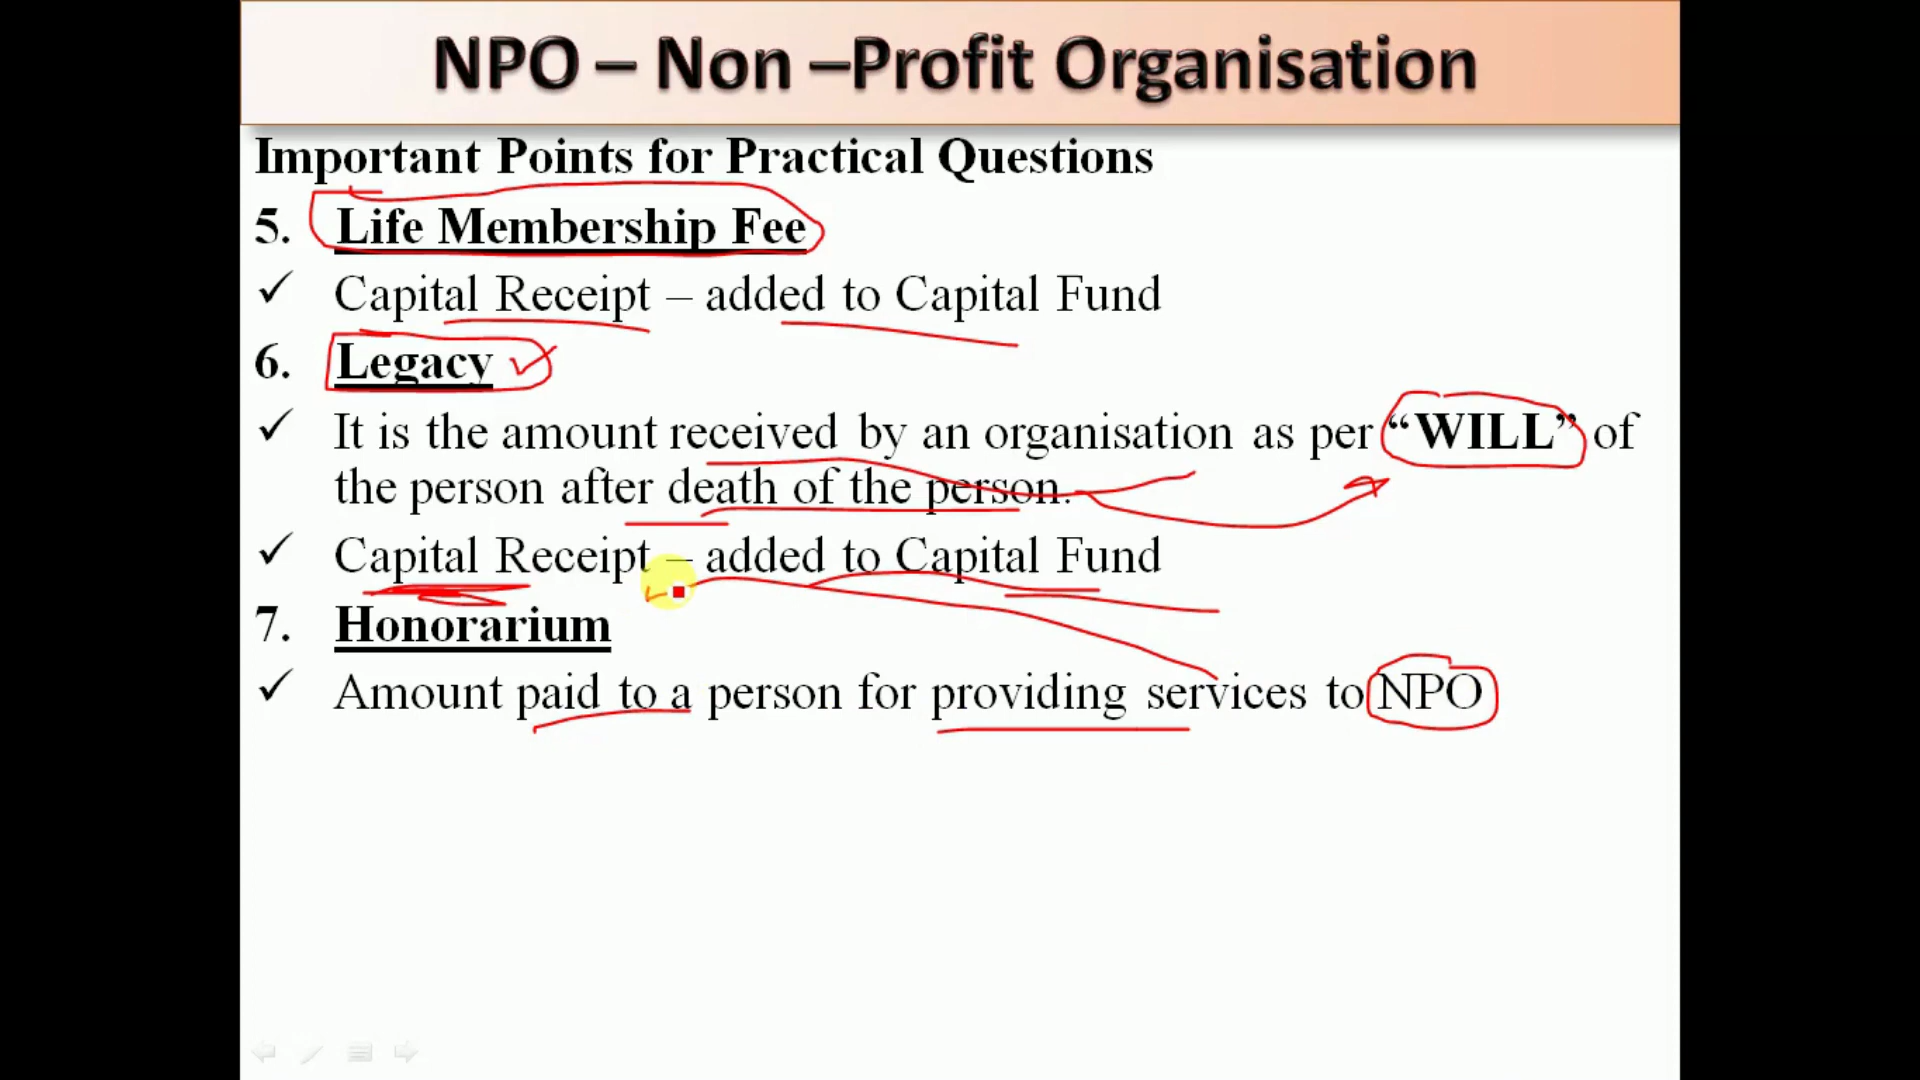 NPO – Non –Profit Organisation
Important Points for Practical Questions
5. Life Membership Fee
✓ Capital Receipt – added to Capital Fund
6. Legacy
✓ It is the amount received by an organisation as per “WILL” of
the person after death of the person.
✓ Capital Receipt – added to Capital Fund
7. Honorarium
✓ Amount paid to a person for providing services to NPO